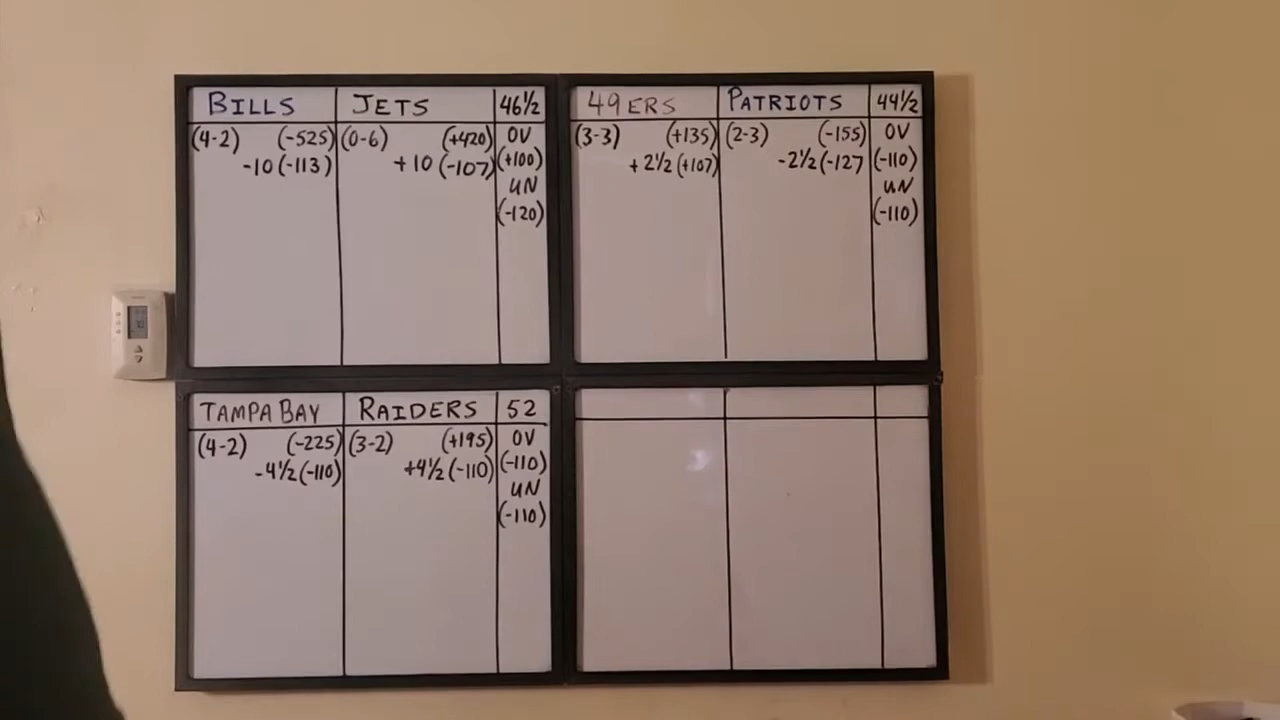 BILLS JETS 46½
(4-2) (-525) (0-6) (+420) OV
-10 (-113) +10 (-107) (+100)
UN
(-120)
49ERS PATRIOTS 44½
(3-3) (+135) (2-3) (-155) OV
+2½ (+107) -2½ (-127 (-110)
UN
(-110)
TAMPA BAY RAIDERS 52
(4-2) (-225) (3-2) (+195) OV
-4½ (-110) +4½ (-110) (-110)
UN
(-110)